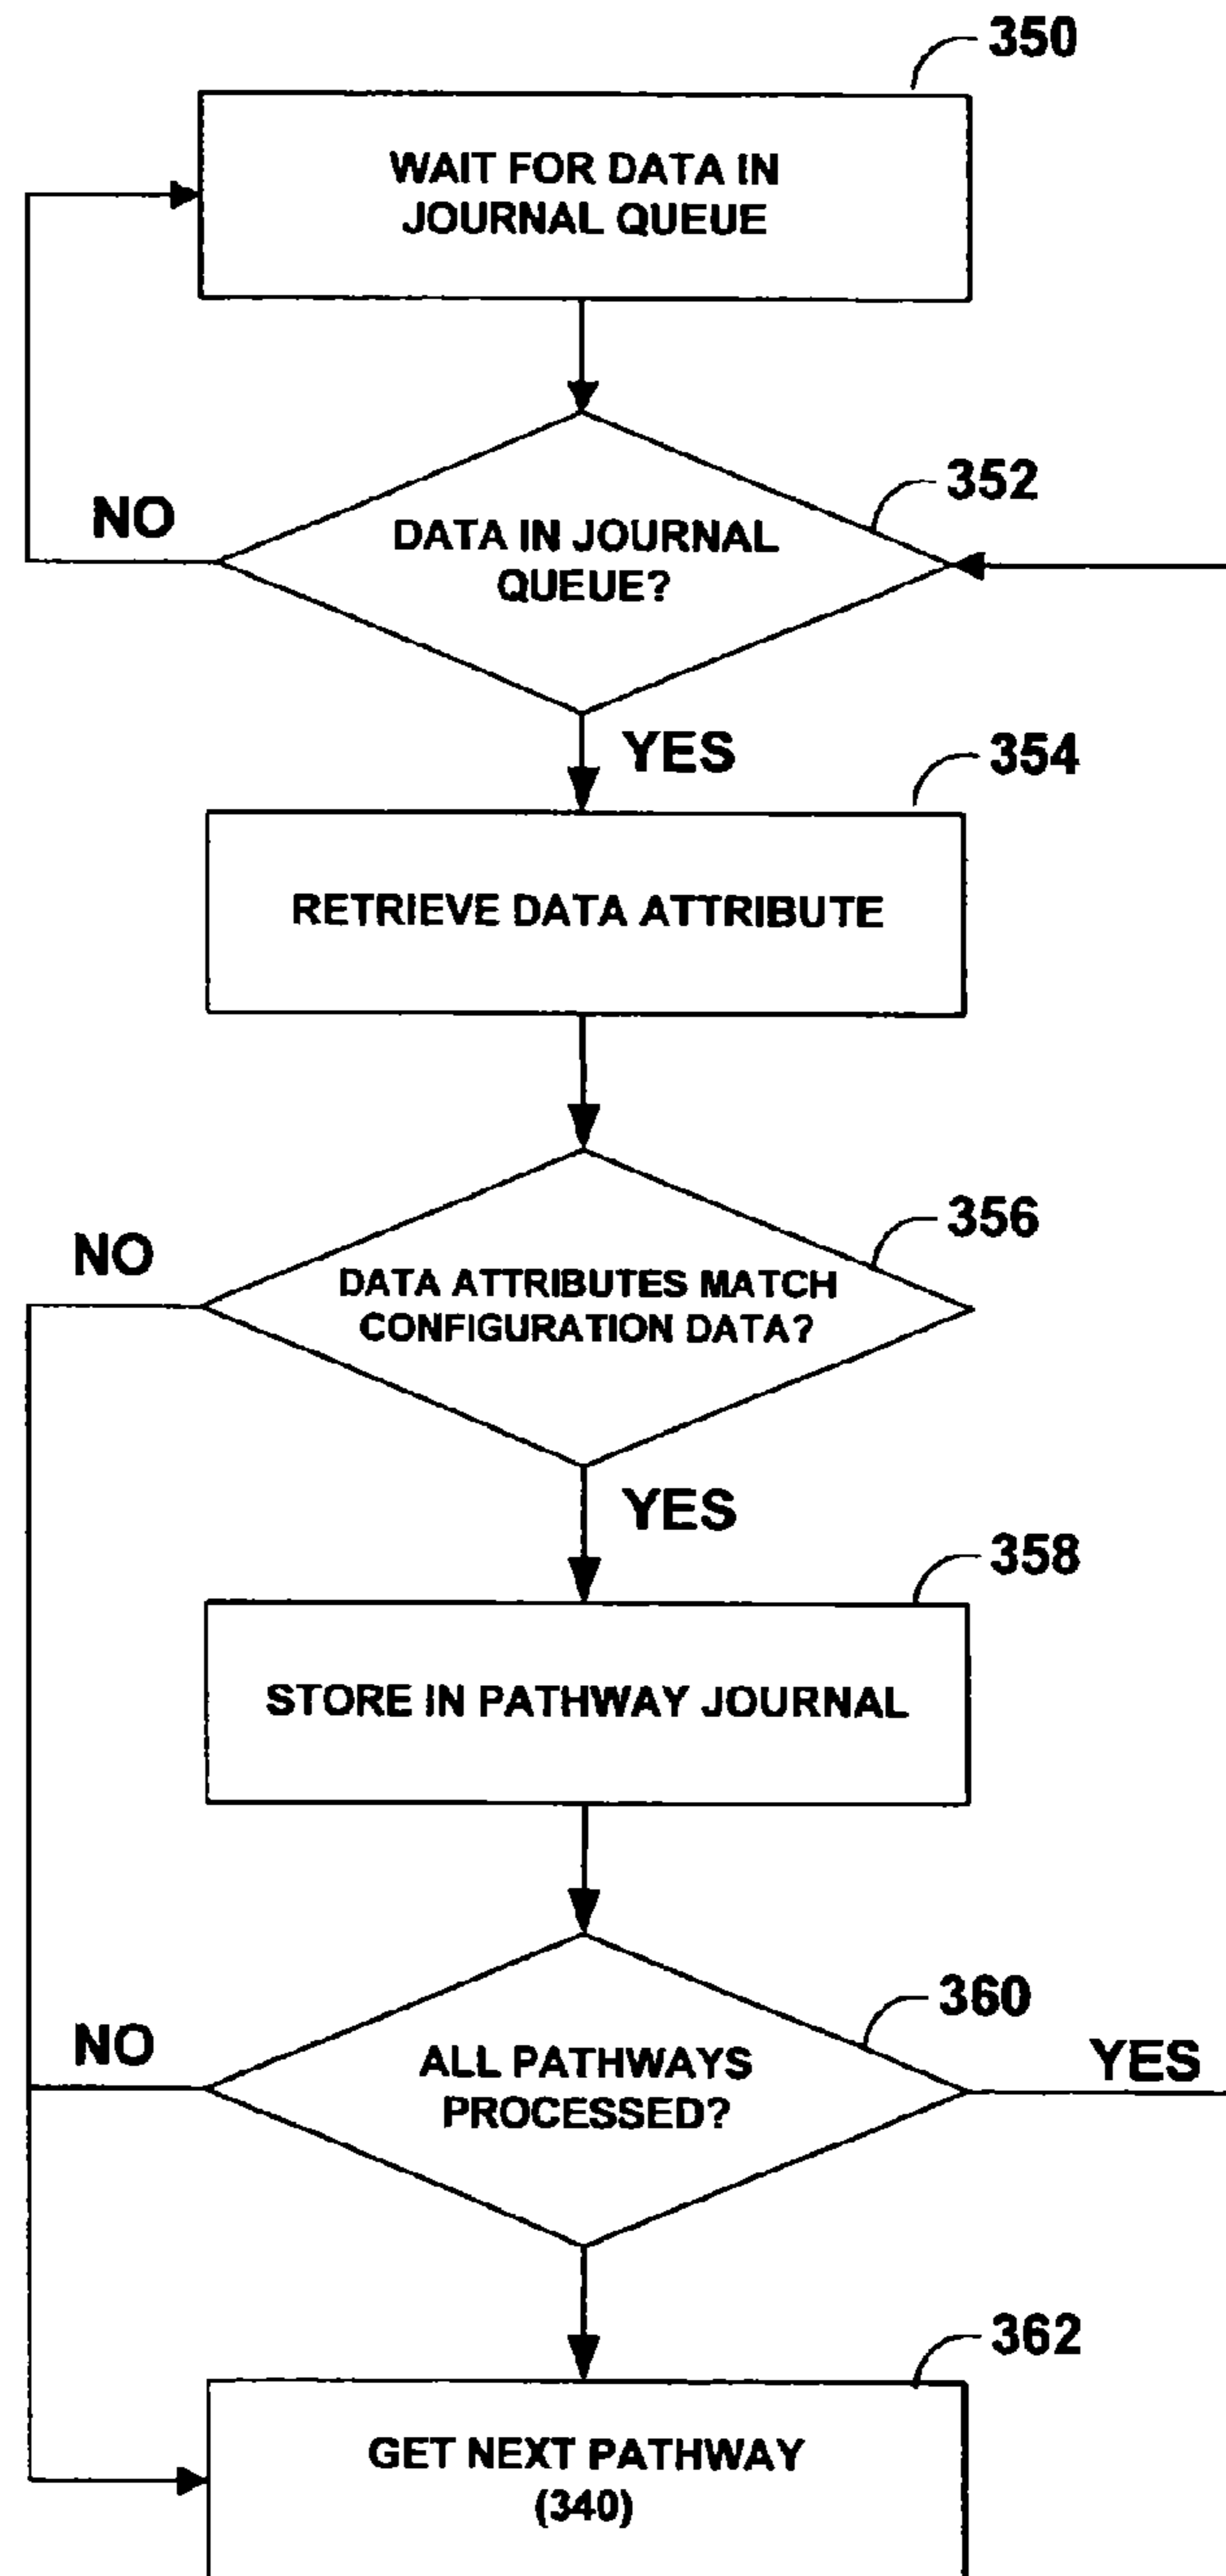 350
WAIT FOR DATA IN
JOURNAL QUEUE
352
NO
DATA IN JOURNAL
QUEUE?
YES
354
RETRIEVE DATA ATTRIBUTE
356
NO
DATA ATTRIBUTES MATCH
CONFIGURATION DATA?
YES
358
STORE IN PATHWAY JOURNAL
360
NO
ALL PATHWAYS
PROCESSED?
YES
362
GET NEXT PATHWAY
(340)